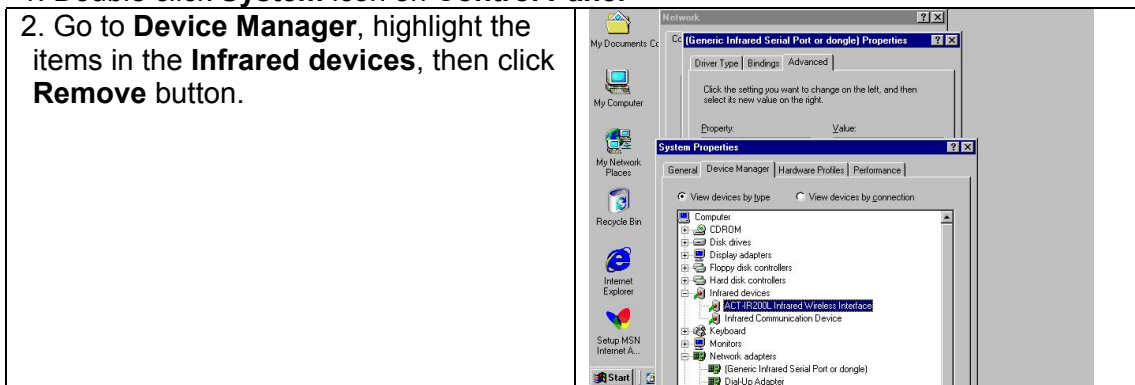 2. Go to Device Manager, highlight the
items in the Infrared devices, then click
Remove button.
Network
My Documents Cc
(Generic Infrared Serial Port or dongle) Properties
Driver Type Bindings Advanced
Click the setting you want to change on the left, and then
select its new value on the right.
My Computer
Property: Value:
System Properties
My Network
Places
General Device Manager Hardware Profiles Performance
View devices by type View devices by connection
Recycle Bin
Computer
CDROM
Disk drives
Display adapters
Floppy disk controllers
Hard disk controllers
Internet
Explorer
Infrared devices
ACT-IR200L Infrared Wireless Interface
Infrared Communication Device
Keyboard
Monitors
Setup MSN
Internet A...
Network adapters
(Generic Infrared Serial Port or dongle)
Dial-Up Adapter
Start